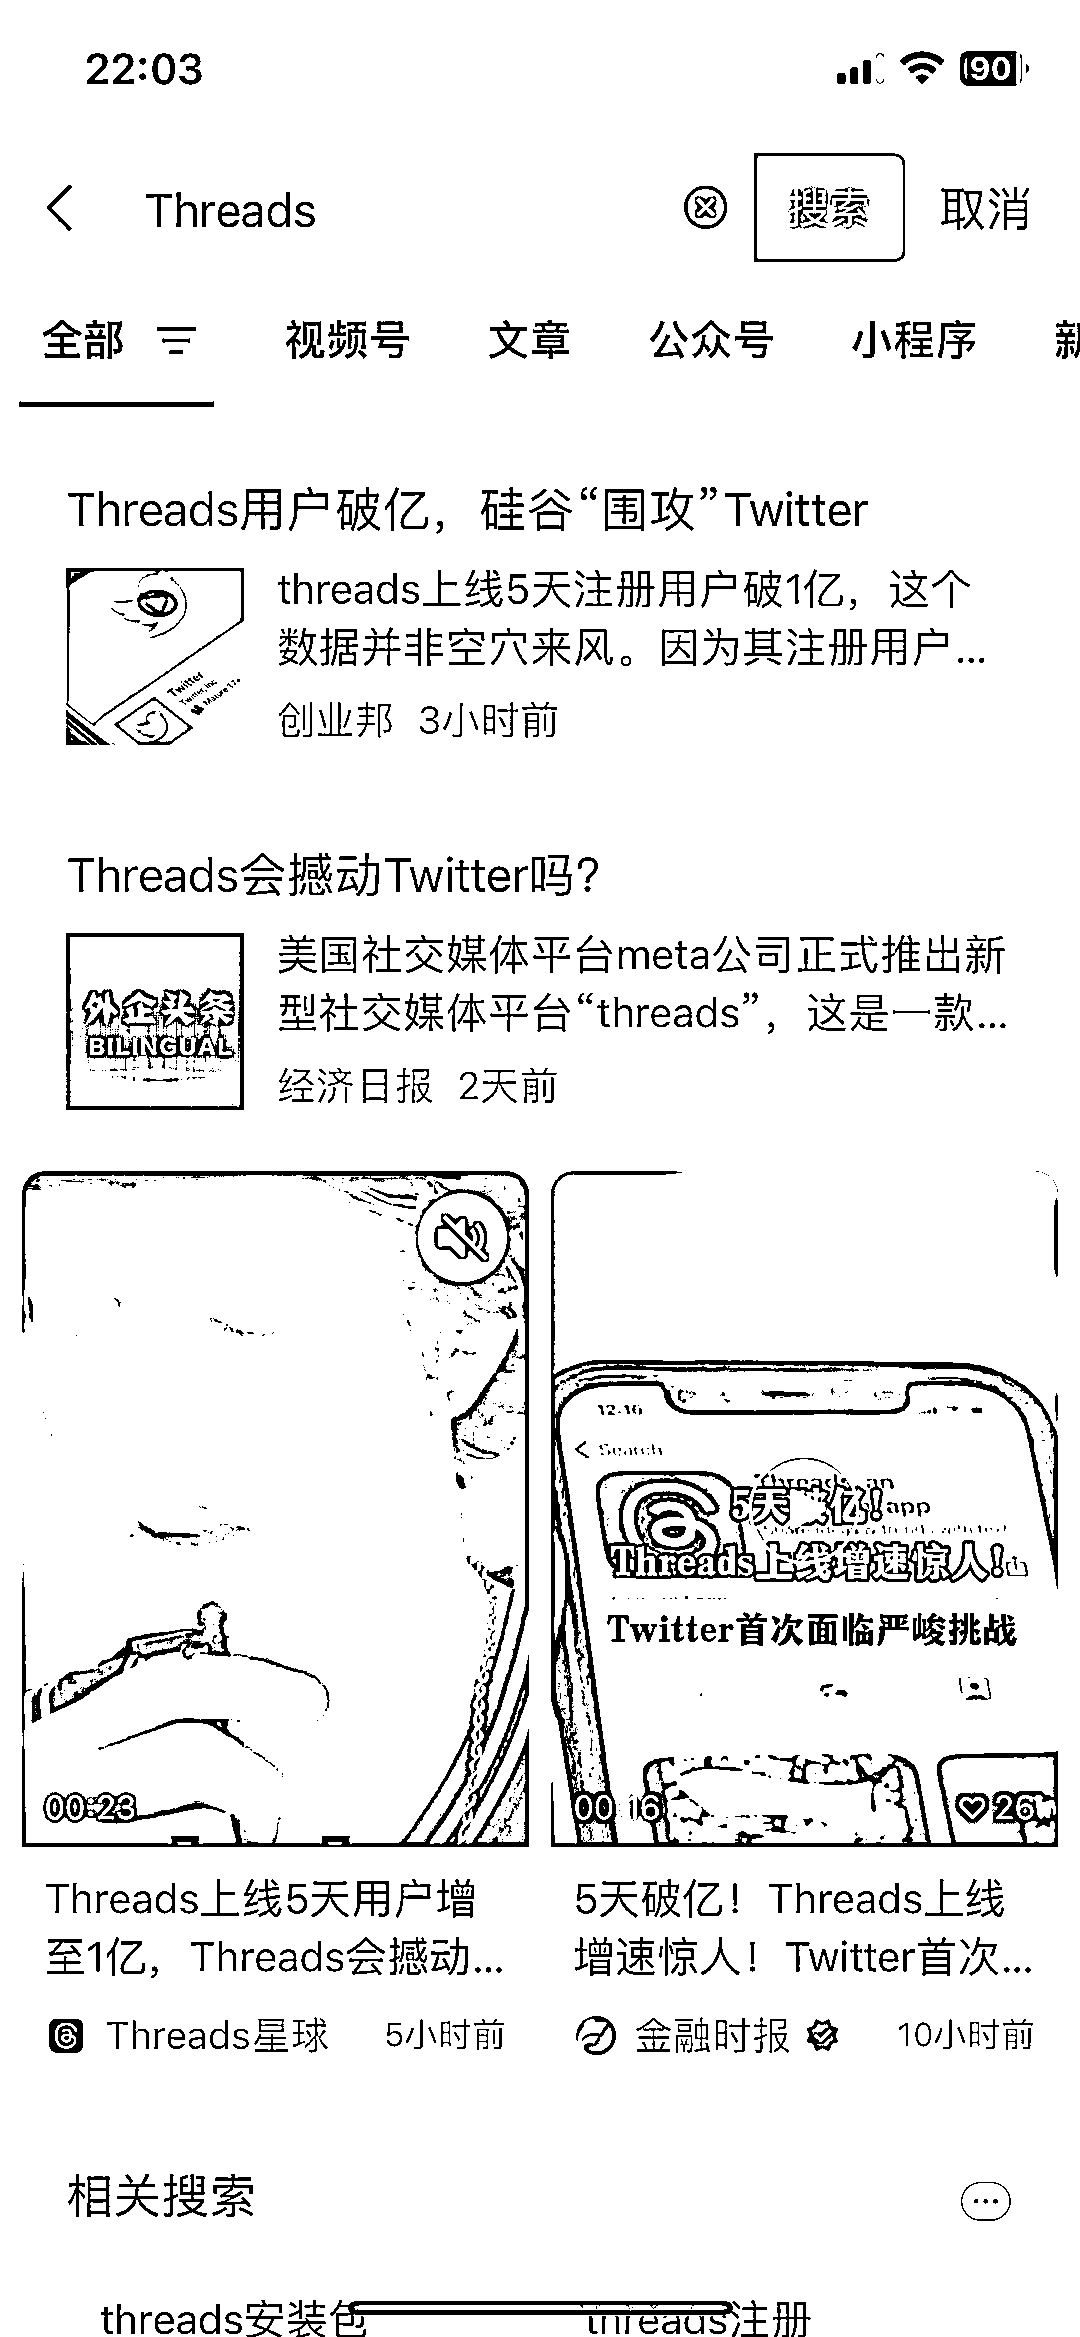 22:03
90
Threads
搜索 取消
全部 视频号 文章 公众号 小程序
Threads用户破亿，硅谷“围攻”Twitter
threads上线5天注册用户破1亿，这个
数据并非空穴来风。因为其注册用户...
创业邦 3小时前
Twitter
Threads会撼动Twitter吗？
外企头条
BILINGUAL
美国社交媒体平台meta公司正式推出新
型社交媒体平台“threads”，这是一款...
经济日报 2天前
Search
app
5天破亿！
Threads上线增速惊人！
Twitter首次面临严峻挑战
00:23
00:16
26
Threads上线5天用户增
至1亿，Threads会撼动...
Threads星球 5小时前
5天破亿！Threads上线
增速惊人！Twitter首次...
金融时报 10小时前
相关搜索
threads安装包 threads注册